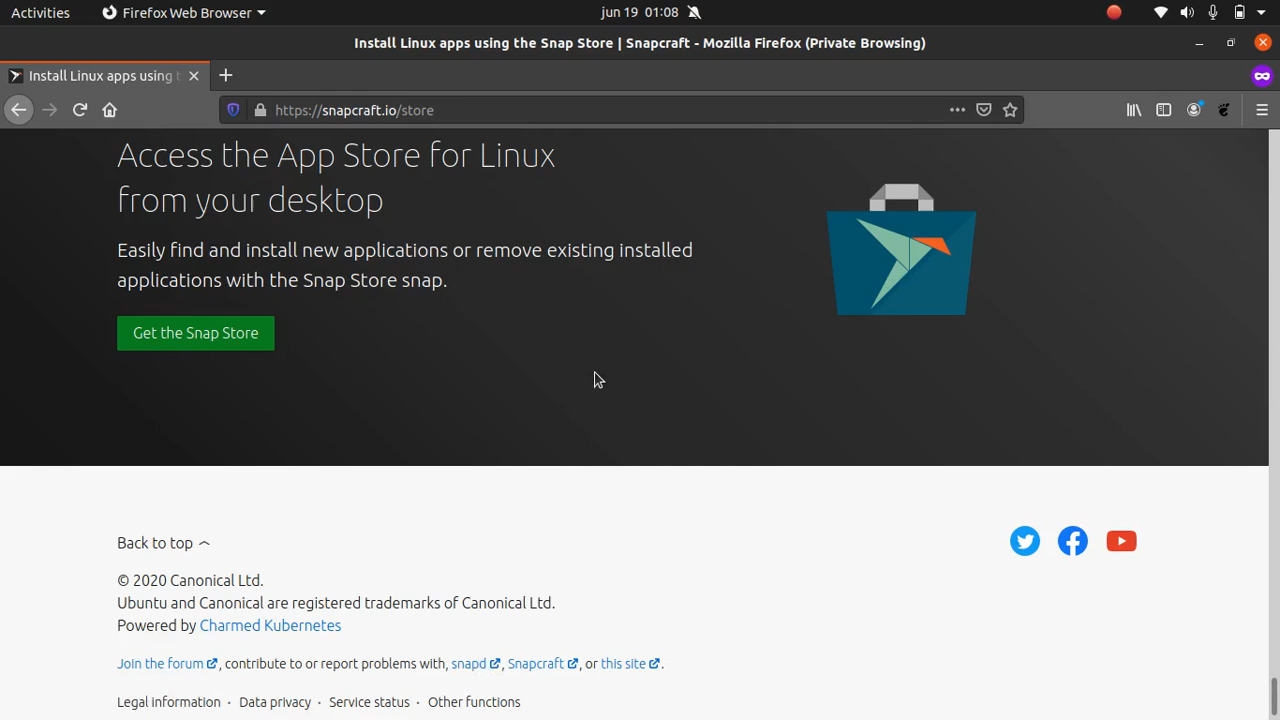 Activities
Firefox Web Browser
jun 19 01:08
Install Linux apps using the Snap Store | Snapcraft - Mozilla Firefox (Private Browsing)
Install Linux apps using t
https://snapcraft.io/store
Access the App Store for Linux
from your desktop
Easily find and install new applications or remove existing installed
applications with the Snap Store snap.
Get the Snap Store
Back to top
© 2020 Canonical Ltd.
Ubuntu and Canonical are registered trademarks of Canonical Ltd.
Powered by Charmed Kubernetes
Join the forum, contribute to or report problems with, snapd, Snapcraft, or this site.
Legal information · Data privacy · Service status · Other functions